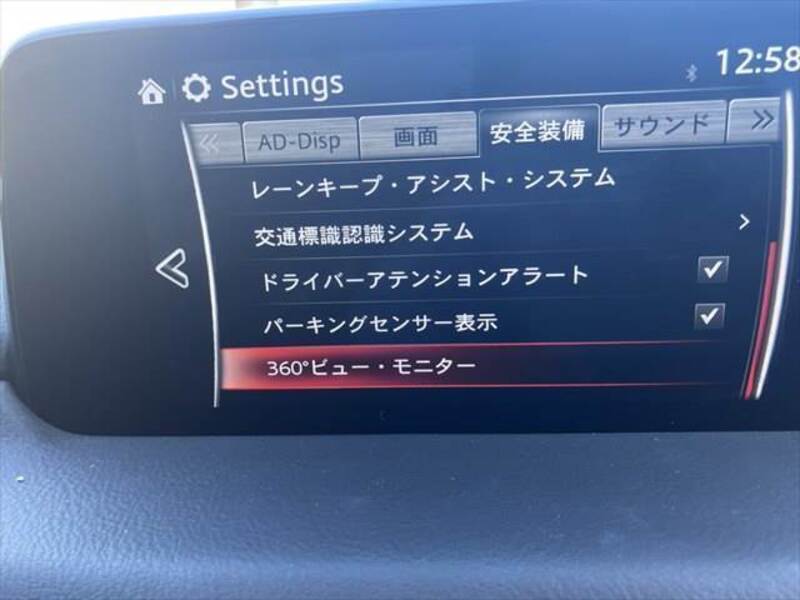 Settings 12:58
AD-Disp 画面 安全装備 サウンド
レーンキープ・アシスト・システム
交通標識認識システム
ドライバーアテンションアラート
パーキングセンサー表示
360°ビュー・モニター